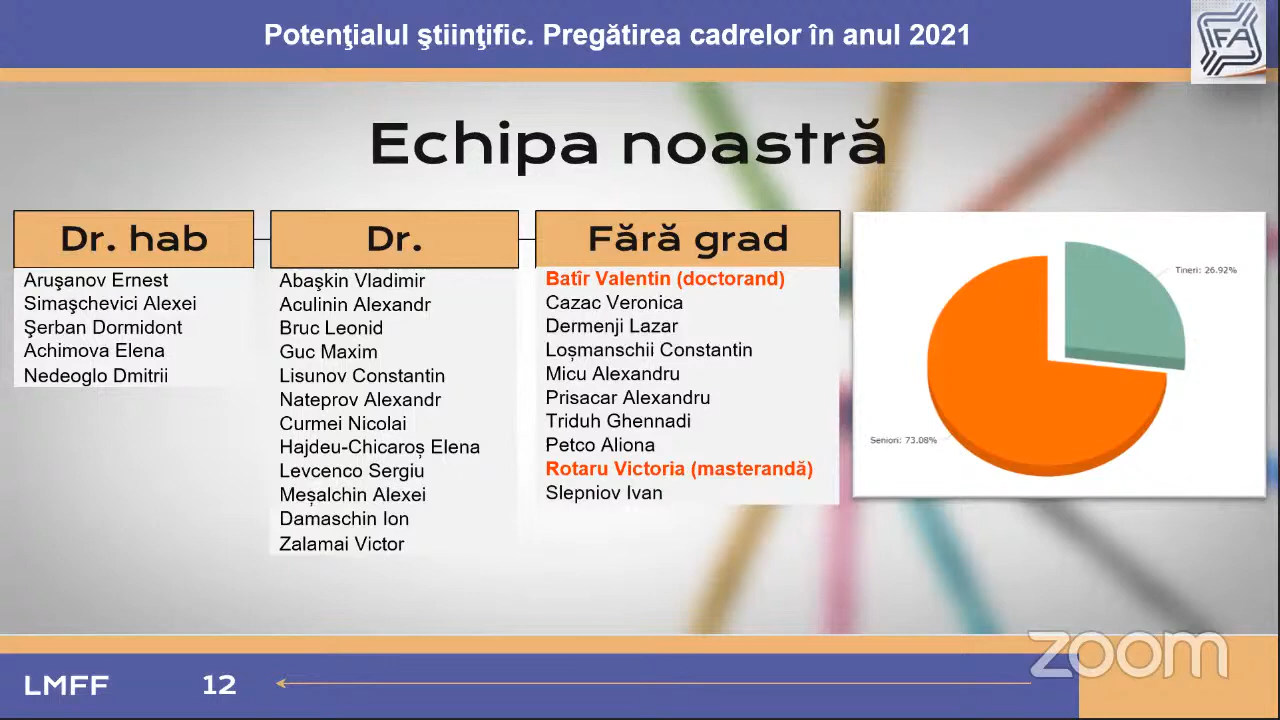 Potenţialul ştiinţific. Pregătirea cadrelor în anul 2021
IFA
Echipa noastră
Dr. hab
Aruşanov Ernest
Simaşchevici Alexei
Şerban Dormidont
Achimova Elena
Nedeoglo Dmitrii
Dr.
Abaşkin Vladimir
Aculinin Alexandr
Bruc Leonid
Guc Maxim
Lisunov Constantin
Nateprov Alexandr
Curmei Nicolai
Hajdeu-Chicaroș Elena
Levcenco Sergiu
Meșalchin Alexei
Damaschin Ion
Zalamai Victor
Fără grad
Batîr Valentin (doctorand)
Cazac Veronica
Dermenji Lazar
Loșmanschii Constantin
Micu Alexandru
Prisacar Alexandru
Triduh Ghennadi
Petco Aliona
Rotaru Victoria (masterandă)
Slepniov Ivan
Tineri: 26.92%
Seniori: 73.08%
zoom
LMFF
12